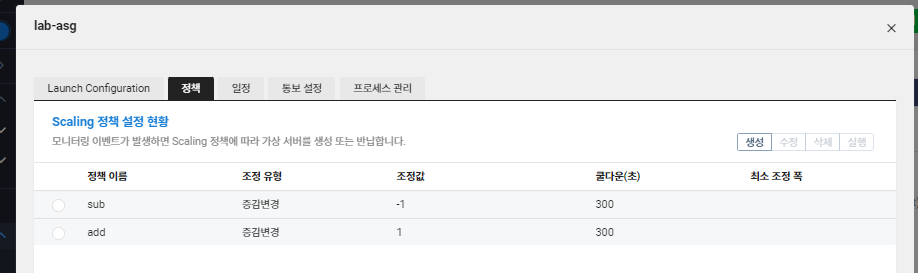 lab-asg
Launch Configuration 정책 일정 통보 설정 프로세스 관리
Scaling 정책 설정 현황
모니터링 이벤트가 발생하면 Scaling 정책에 따라 가상 서버를 생성 또는 반납합니다.
생성 수정 삭제 실행
정책 이름 조정 유형 조정값 쿨다운(초) 최소 조정 폭
sub 증감변경 -1 300
add 증감변경 1 300